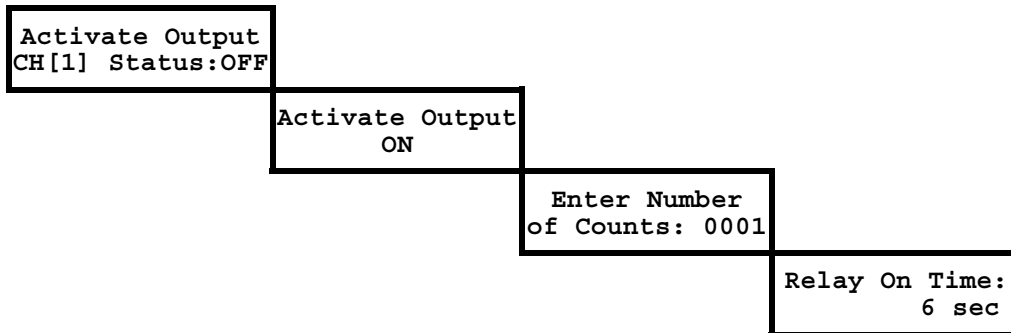 Activate Output
CH[1] Status:OFF
Activate Output
ON
Enter Number
of Counts: 0001
Relay On Time:
6 sec